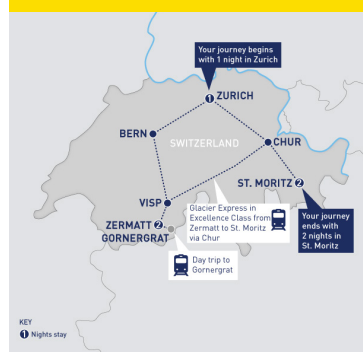 Your journey begins
with 1 night in Zurich
1 ZURICH
BERN
SWITZERLAND
CHUR
ST. MORITZ 2
VISP
Glacier Express in
Excellence Class from
Zermatt to St. Moritz
via Chur
Your journey
ends with
2 nights in
St. Moritz
ZERMATT 2
GORNERGRAT
Day trip to
Gornergrat
KEY
1 Nights stay